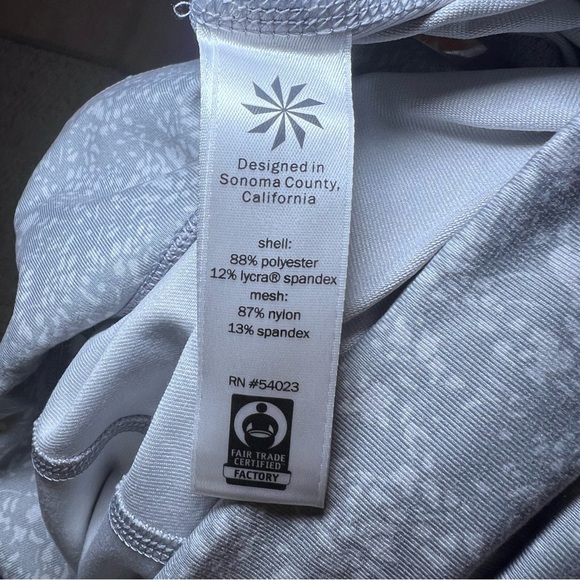 Designed in
Sonoma County,
California
shell:
88% polyester
12% lycra® spandex
mesh:
87% nylon
13% spandex
RN #54023
FAIR TRADE
CERTIFIED™
FACTORY